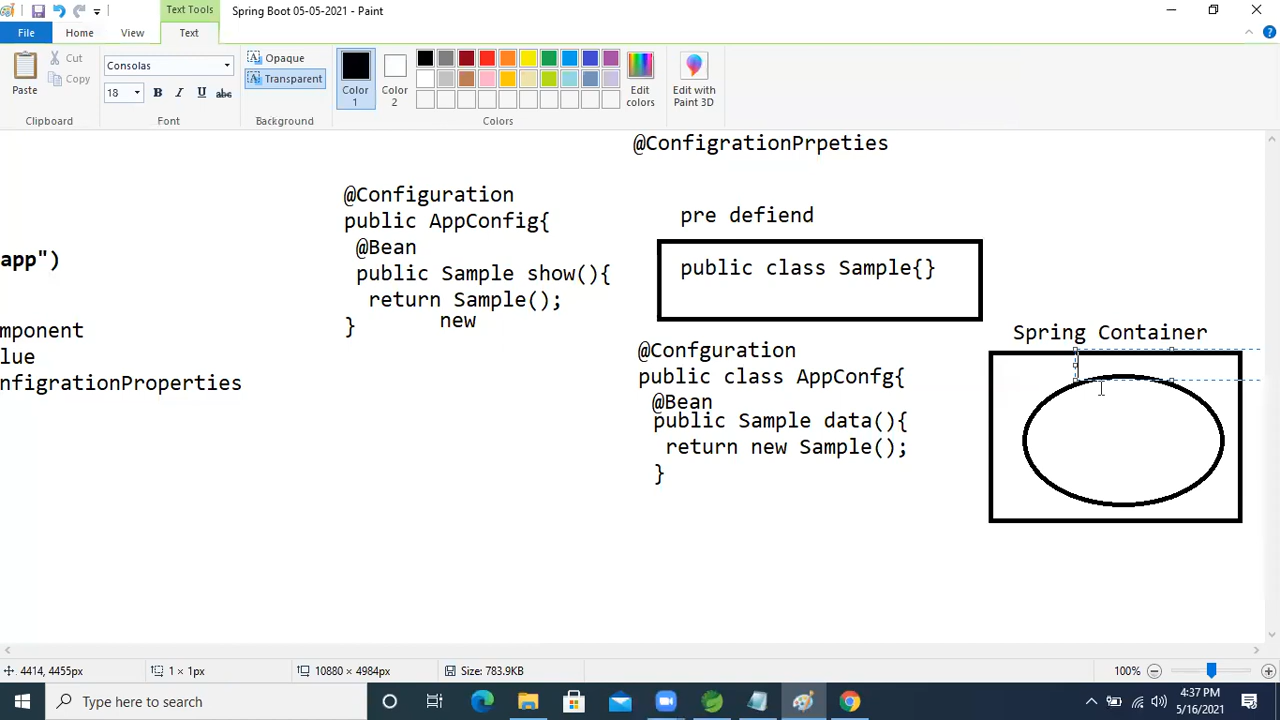 Text Tools
Spring Boot 05-05-2021 - Paint
File
Home
View
Text
Paste
Cut
Copy
Clipboard
Consolas
18
B
I
U
abc
Font
Opaque
Transparent
Background
Color 1
Color 2
Edit colors
Edit with Paint 3D
Colors
@ConfigrationPrpeties
@Configuration
public AppConfig{
@Bean
public Sample show(){
return Sample();
new
}
app")
mponent
lue
nfigrationProperties
pre defiend
public class Sample{}
@Confguration
public class AppConfg{
@Bean
public Sample data(){
return new Sample();
}
Spring Container
4414, 4455px
1 × 1px
10880 × 4984px
Size: 783.9KB
100%
Type here to search
4:37 PM
5/16/2021